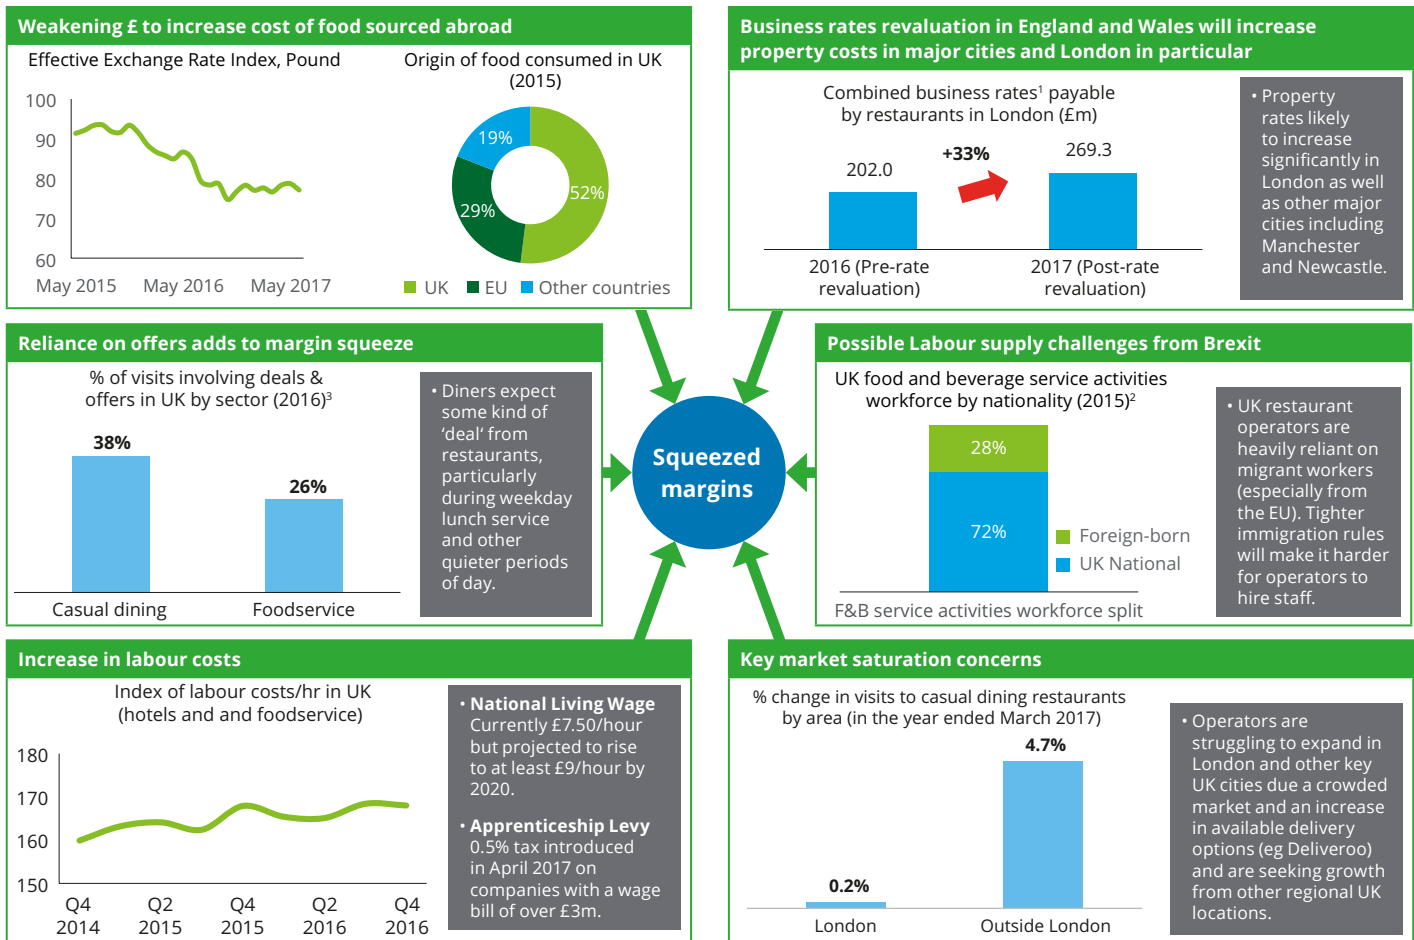 Weakening £ to increase cost of food sourced abroad
Effective Exchange Rate Index, Pound
100
90
80
70
60
May 2015 May 2016 May 2017
Origin of food consumed in UK
(2015)
19%
52%
29%
UK EU Other countries
Business rates revaluation in England and Wales will increase
property costs in major cities and London in particular
Combined business rates¹ payable
by restaurants in London (£m)
202.0
+33%
269.3
2016 (Pre-rate
revaluation)
2017 (Post-rate
revaluation)
• Property
rates likely
to increase
significantly in
London as well
as other major
cities including
Manchester
and Newcastle.
Reliance on offers adds to margin squeeze
% of visits involving deals &
offers in UK by sector (2016)³
38%
26%
Casual dining
Foodservice
• Diners expect
some kind of
‘deal‘ from
restaurants,
particularly
during weekday
lunch service
and other
quieter periods
of day.
Squeezed
margins
Possible Labour supply challenges from Brexit
UK food and beverage service activities
workforce by nationality (2015)²
28%
72%
Foreign-born
UK National
F&B service activities workforce split
• UK restaurant
operators are
heavily reliant on
migrant workers
(especially from
the EU). Tighter
immigration rules
will make it harder
for operators to
hire staff.
Increase in labour costs
Index of labour costs/hr in UK
(hotels and and foodservice)
180
170
160
150
Q4 Q2 Q4 Q2 Q4
2014 2015 2015 2016 2016
• National Living Wage
Currently £7.50/hour
but projected to rise
to at least £9/hour by
2020.
• Apprenticeship Levy
0.5% tax introduced
in April 2017 on
companies with a wage
bill of over £3m.
Key market saturation concerns
% change in visits to casual dining restaurants
by area (in the year ended March 2017)
4.7%
0.2%
London
Outside London
• Operators are
struggling to expand in
London and other key
UK cities due a crowded
market and an increase
in available delivery
options (eg Deliveroo)
and are seeking growth
from other regional UK
locations.